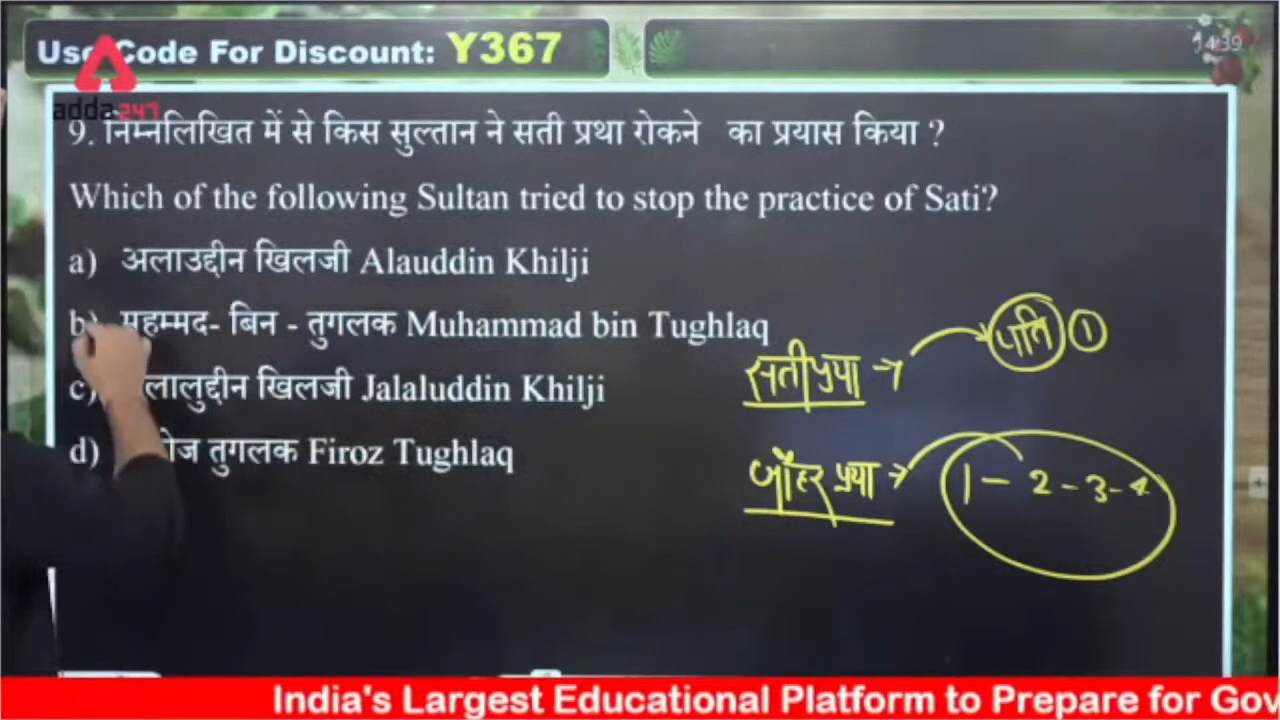 Use Code For Discount: Y367
14:39
adda247
9. निम्नलिखित में से किस सुल्तान ने सती प्रथा रोकने का प्रयास किया ?
Which of the following Sultan tried to stop the practice of Sati?
a) अलाउद्दीन खिलजी Alauddin Khilji
b) मुहम्मद- बिन - तुगलक Muhammad bin Tughlaq
c) लालुद्दीन खिलजी Jalaluddin Khilji
d) तुगलक Firoz Tughlaq
सती प्रथा → पति 1
जौहर प्रथा → 1 - 2 - 3 - 4
India's Largest Educational Platform to Prepare for Gov